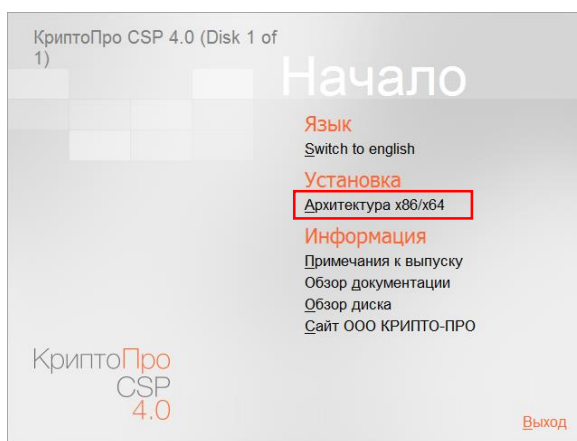 КриптоПро CSP 4.0 (Disk 1 of
1)
Начало
Язык
Switch to english
Установка
Архитектура x86/x64
Информация
Примечания к выпуску
Обзор документации
Обзор диска
Сайт ООО КРИПТО-ПРО
КриптоПро
CSP
4.0
Выход